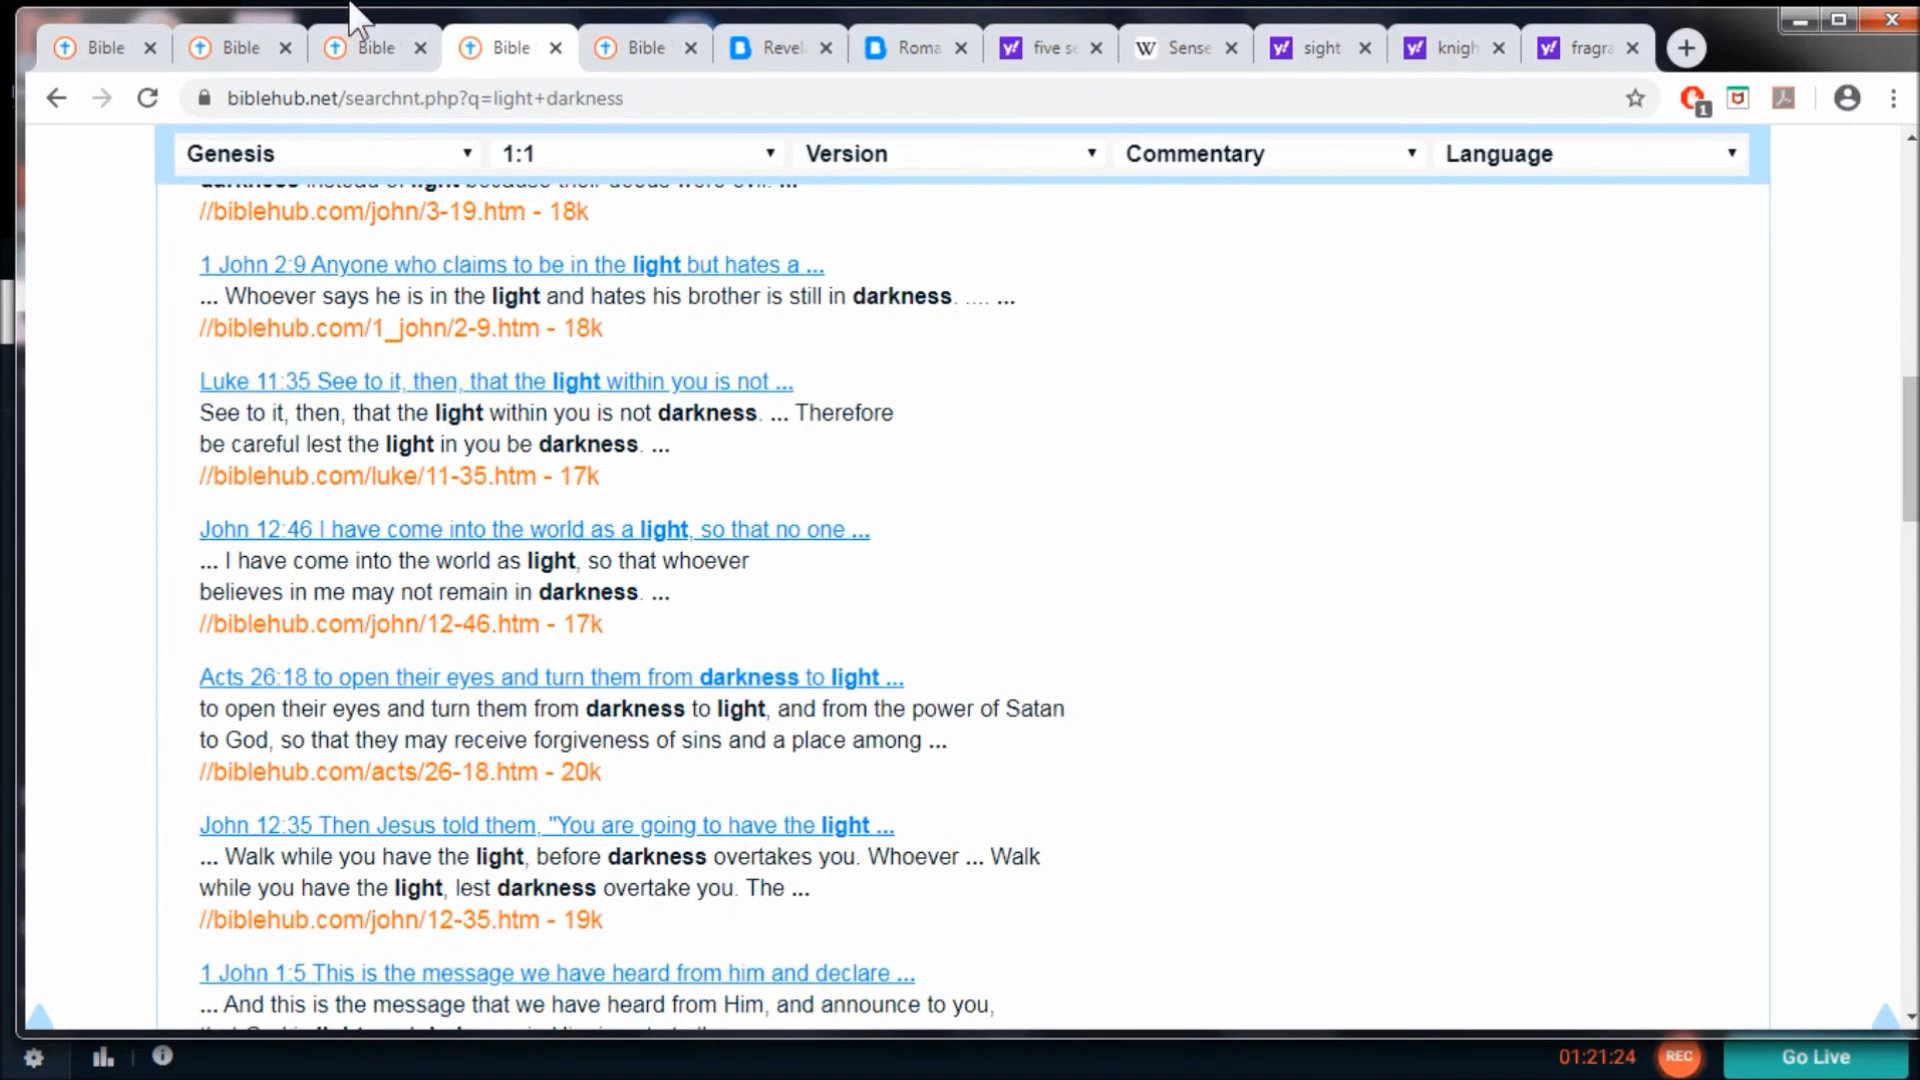 Bible
Bible
Bible
Bible
Bible
Revel
Roma
five se
Sense
sight
knigh
fragra
biblehub.net/searchnt.php?q=light+darkness
1
Genesis
1:1
Version
Commentary
Language
darkness instead of light because their deeds were evil. ...
//biblehub.com/john/3-19.htm - 18k
1 John 2:9 Anyone who claims to be in the light but hates a ...
... Whoever says he is in the light and hates his brother is still in darkness. .... ...
//biblehub.com/1_john/2-9.htm - 18k
Luke 11:35 See to it, then, that the light within you is not ...
See to it, then, that the light within you is not darkness. ... Therefore
be careful lest the light in you be darkness. ...
//biblehub.com/luke/11-35.htm - 17k
John 12:46 I have come into the world as a light, so that no one ...
... I have come into the world as light, so that whoever
believes in me may not remain in darkness. ...
//biblehub.com/john/12-46.htm - 17k
Acts 26:18 to open their eyes and turn them from darkness to light ...
to open their eyes and turn them from darkness to light, and from the power of Satan
to God, so that they may receive forgiveness of sins and a place among ...
//biblehub.com/acts/26-18.htm - 20k
John 12:35 Then Jesus told them, "You are going to have the light ...
... Walk while you have the light, before darkness overtakes you. Whoever ... Walk
while you have the light, lest darkness overtake you. The ...
//biblehub.com/john/12-35.htm - 19k
1 John 1:5 This is the message we have heard from him and declare ...
... And this is the message that we have heard from Him, and announce to you,
01:21:24
REC
Go Live